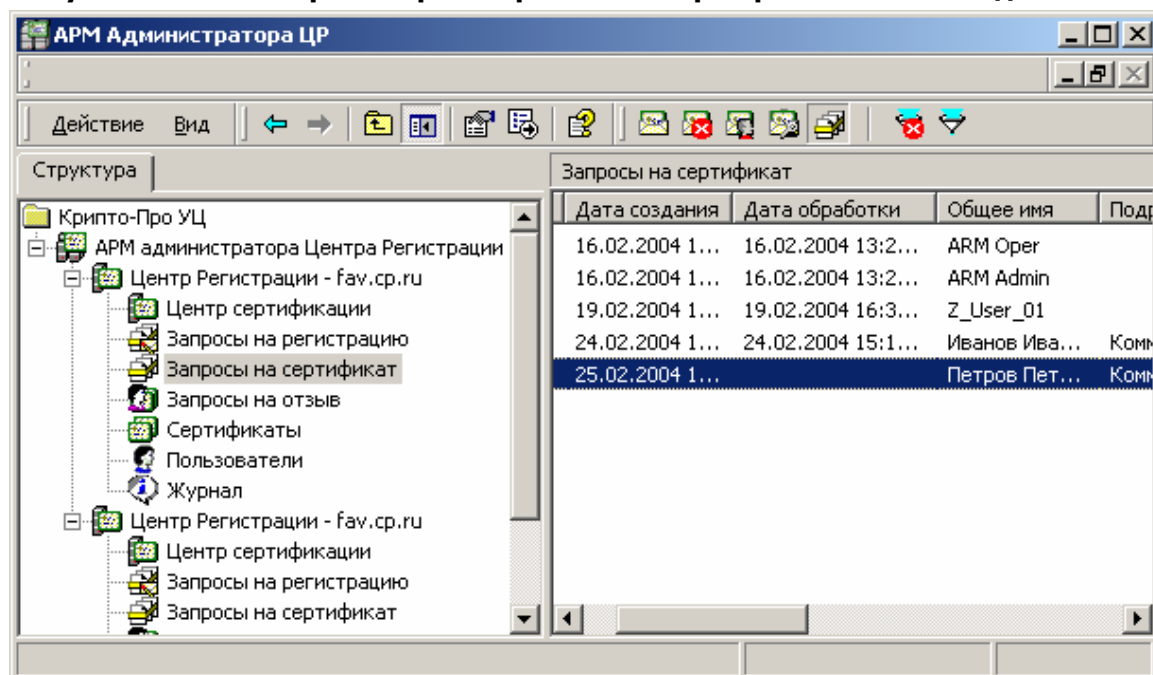 АРМ Администратора ЦР
Действие Вид
Структура
Запросы на сертификат
Крипто-Про УЦ
АРМ администратора Центра Регистрации
Центр Регистрации - fav.cp.ru
Центр сертификации
Запросы на регистрацию
Запросы на сертификат
Запросы на отзыв
Сертификаты
Пользователи
Журнал
Центр Регистрации - fav.cp.ru
Центр сертификации
Запросы на регистрацию
Запросы на сертификат
Дата создания Дата обработки Общее имя Подр
16.02.2004 1... 16.02.2004 13:2... ARM Oper
16.02.2004 1... 16.02.2004 13:2... ARM Admin
19.02.2004 1... 19.02.2004 16:3... Z_User_01
24.02.2004 1... 24.02.2004 15:1... Иванов Ива... Комм
25.02.2004 1... Петров Пет... Комм